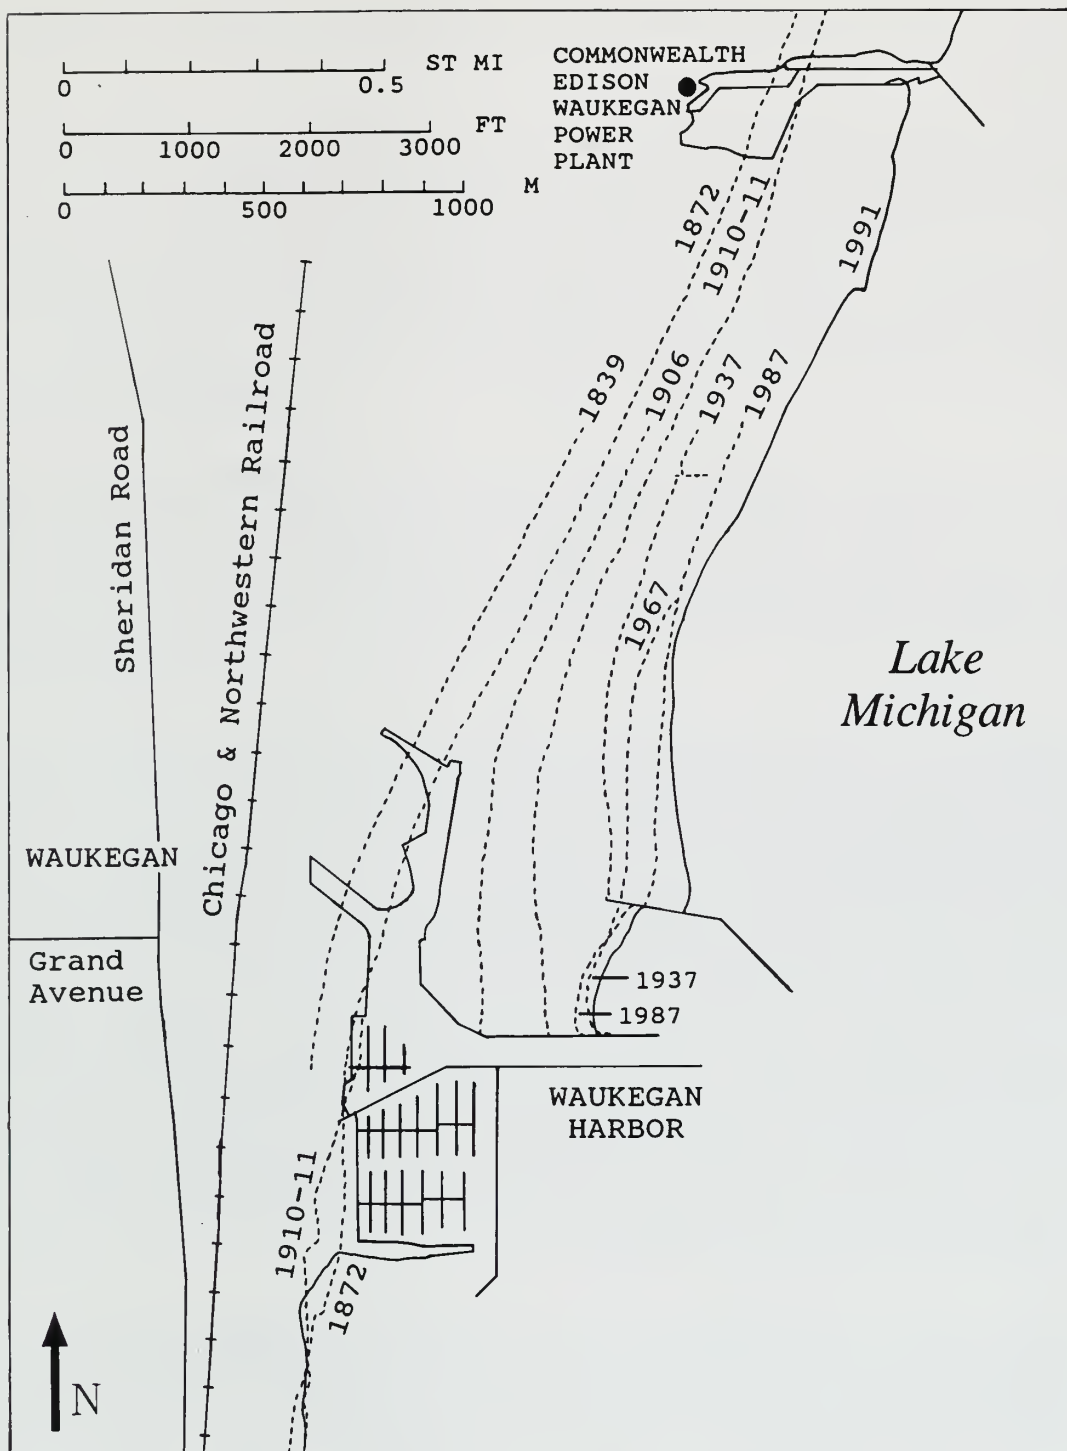 ST MI
0 0.5
FT
0 1000 2000 3000
M
0 500 1000
COMMONWEALTH
EDISON
WAUKEGAN
POWER
PLANT
1872
1910-11
1991
1839
1906
1937
1987
1967
Sheridan Road
Chicago & Northwestern Railroad
Lake
Michigan
WAUKEGAN
Grand
Avenue
1937
1987
WAUKEGAN
HARBOR
1910-11
1872
N